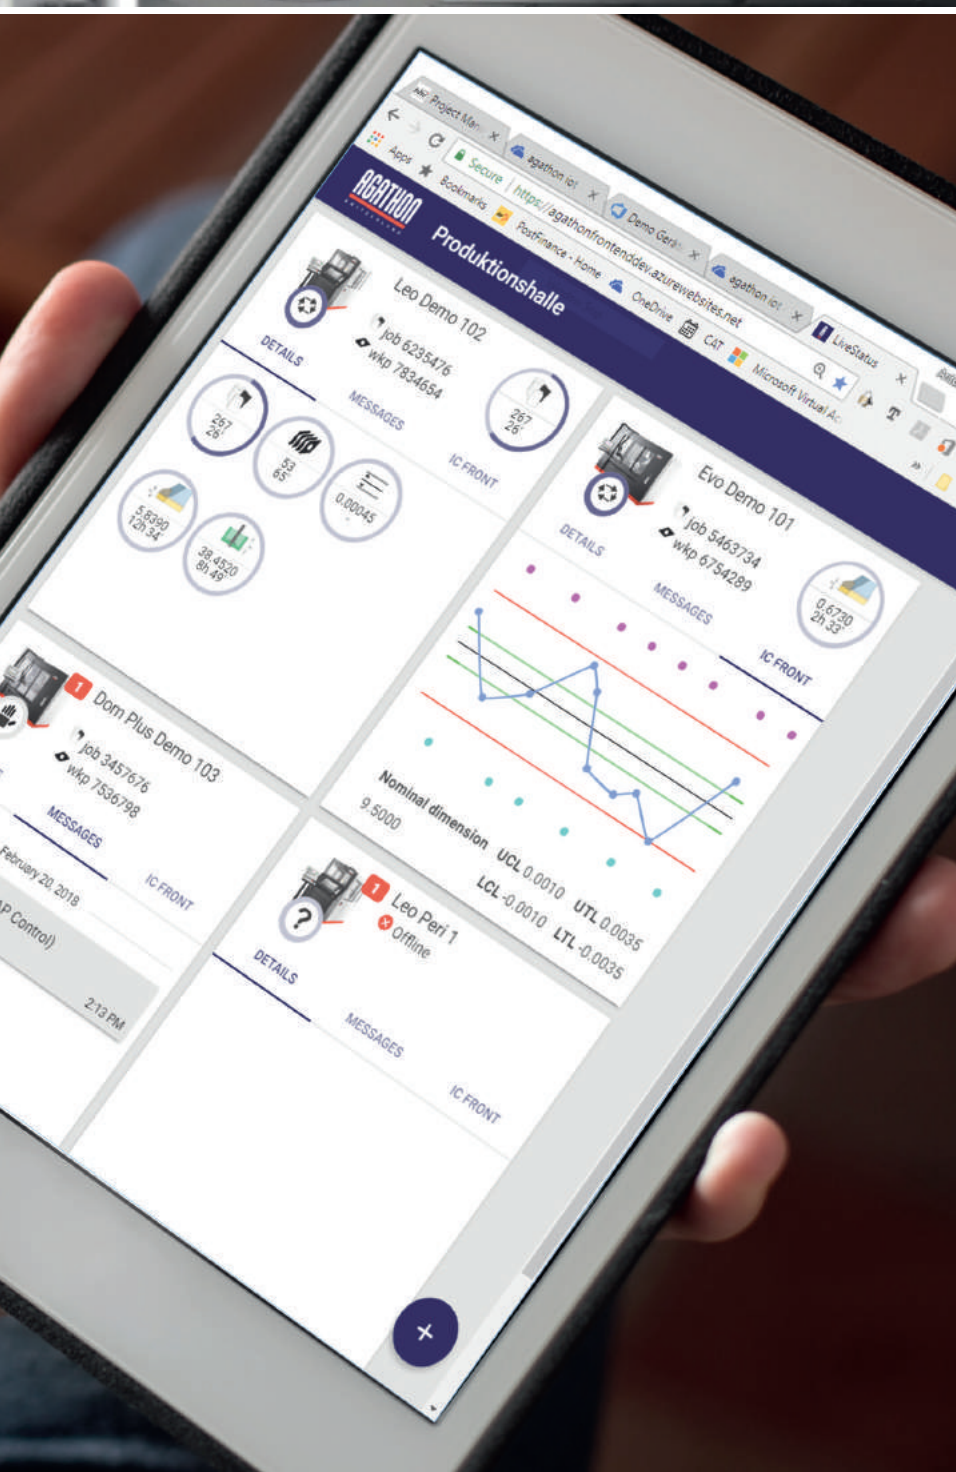 Project Man
agathon iot
Demo Gerä
agathon iot
LiveStatus
Secure
https://agathonfrontenddev.azurewebsites.net
Apps
Bookmarks
PostFinance - Home
OneDrive
CAT
Microsoft Virtual Ac
»
AGATHON
SWITZERLAND
Produktionshalle
Leo Demo 102
job 6235476
wkp 7834654
267
26'
DETAILS
MESSAGES
IC FRONT
267
26'
53
65'
0.00045
-
5.8390
12h 34'
38.4520
8h 49'
Evo Demo 101
job 5463734
wkp 6754289
0.6730
2h 33'
DETAILS
MESSAGES
IC FRONT
Nominal dimension
9.5000
UCL 0.0010
UTL 0.0035
LCL -0.0010
LTL -0.0035
1
Dom Plus Demo 103
job 3457676
wkp 7536798
MESSAGES
IC FRONT
February 20, 2018
AP Control)
2:13 PM
1
Leo Peri 1
Offline
?
DETAILS
MESSAGES
IC FRONT
+